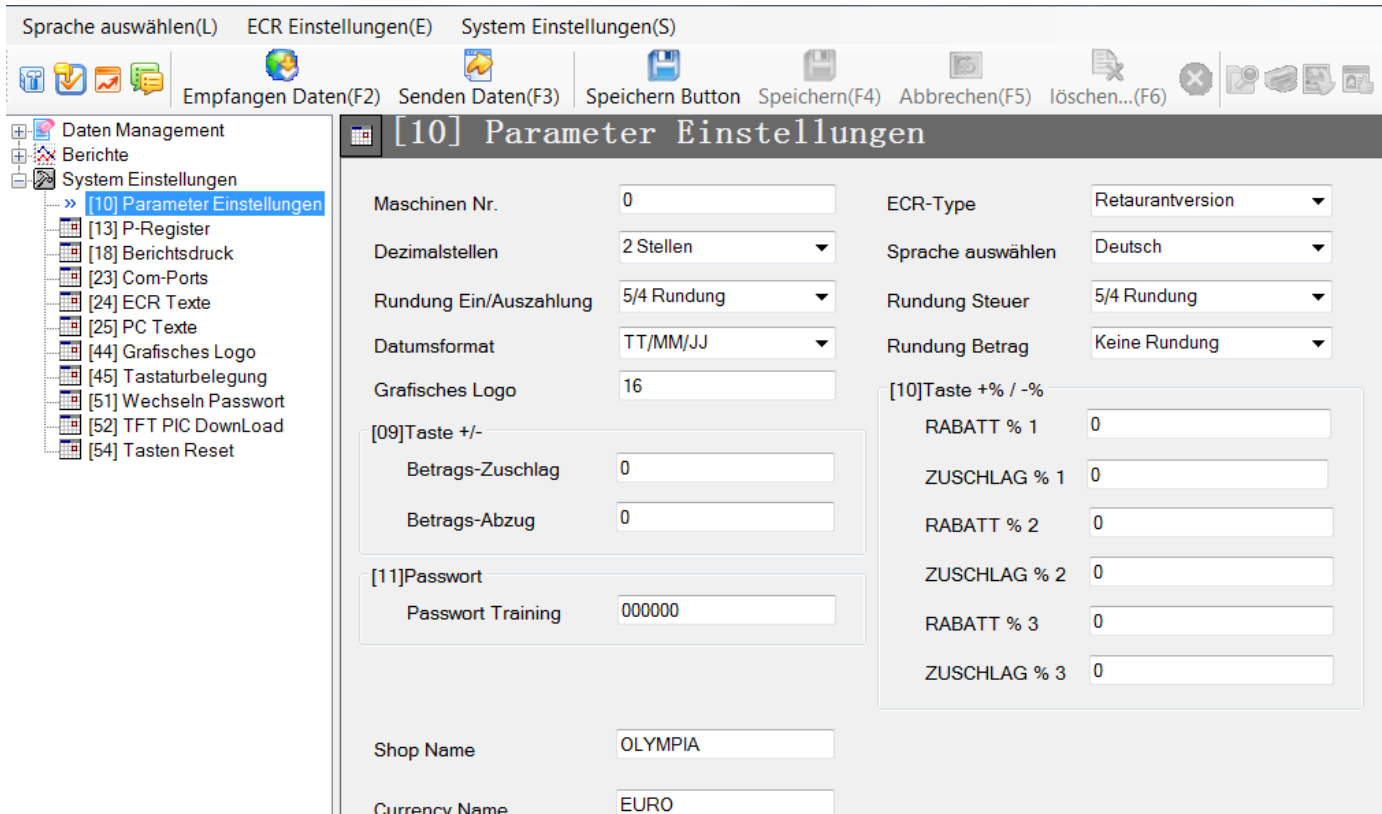 Sprache auswählen(L) ECR Einstellungen(E) System Einstellungen(S)
Empfangen Daten(F2) Senden Daten(F3) Speichern Button Speichern(F4) Abbrechen(F5) löschen...(F6)
Daten Management
Berichte
System Einstellungen
[10] Parameter Einstellungen
[13] P-Register
[18] Berichtsdruck
[23] Com-Ports
[24] ECR Texte
[25] PC Texte
[44] Grafisches Logo
[45] Tastaturbelegung
[51] Wechseln Passwort
[52] TFT PIC DownLoad
[54] Tasten Reset
[10] Parameter Einstellungen
Maschinen Nr. 0
Dezimalstellen 2 Stellen
Rundung Ein/Auszahlung 5/4 Rundung
Datumsformat TT/MM/JJ
Grafisches Logo 16
[09]Taste +/-
Betrags-Zuschlag 0
Betrags-Abzug 0
[11]Passwort
Passwort Training 000000
Shop Name OLYMPIA
Currency Name EURO
ECR-Type Retaurantversion
Sprache auswählen Deutsch
Rundung Steuer 5/4 Rundung
Rundung Betrag Keine Rundung
[10]Taste +% / -%
RABATT % 1 0
ZUSCHLAG % 1 0
RABATT % 2 0
ZUSCHLAG % 2 0
RABATT % 3 0
ZUSCHLAG % 3 0